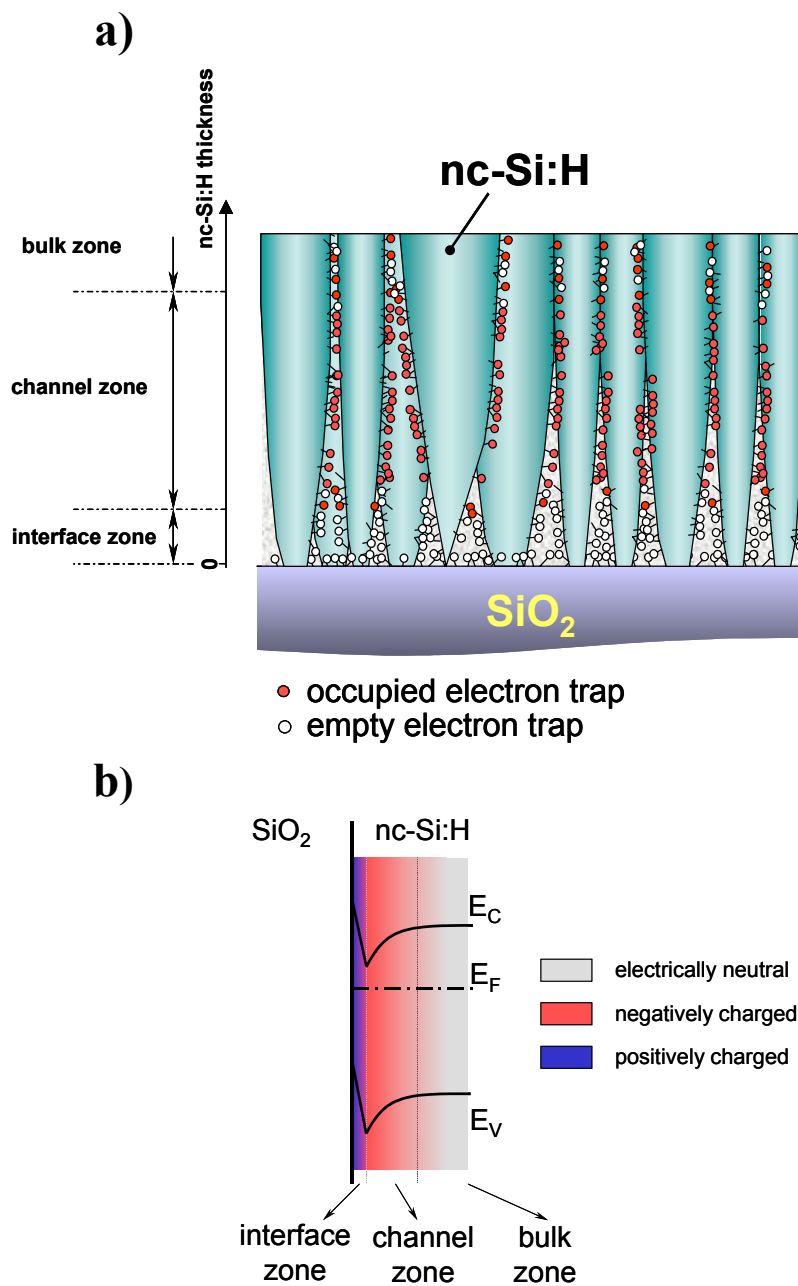 a)
nc-Si:H thickness
nc-Si:H
bulk zone
channel zone
interface zone
0
SiO2
occupied electron trap
empty electron trap
b)
SiO2
nc-Si:H
EC
EF
EV
electrically neutral
negatively charged
positively charged
interface
zone
channel
zone
bulk
zone